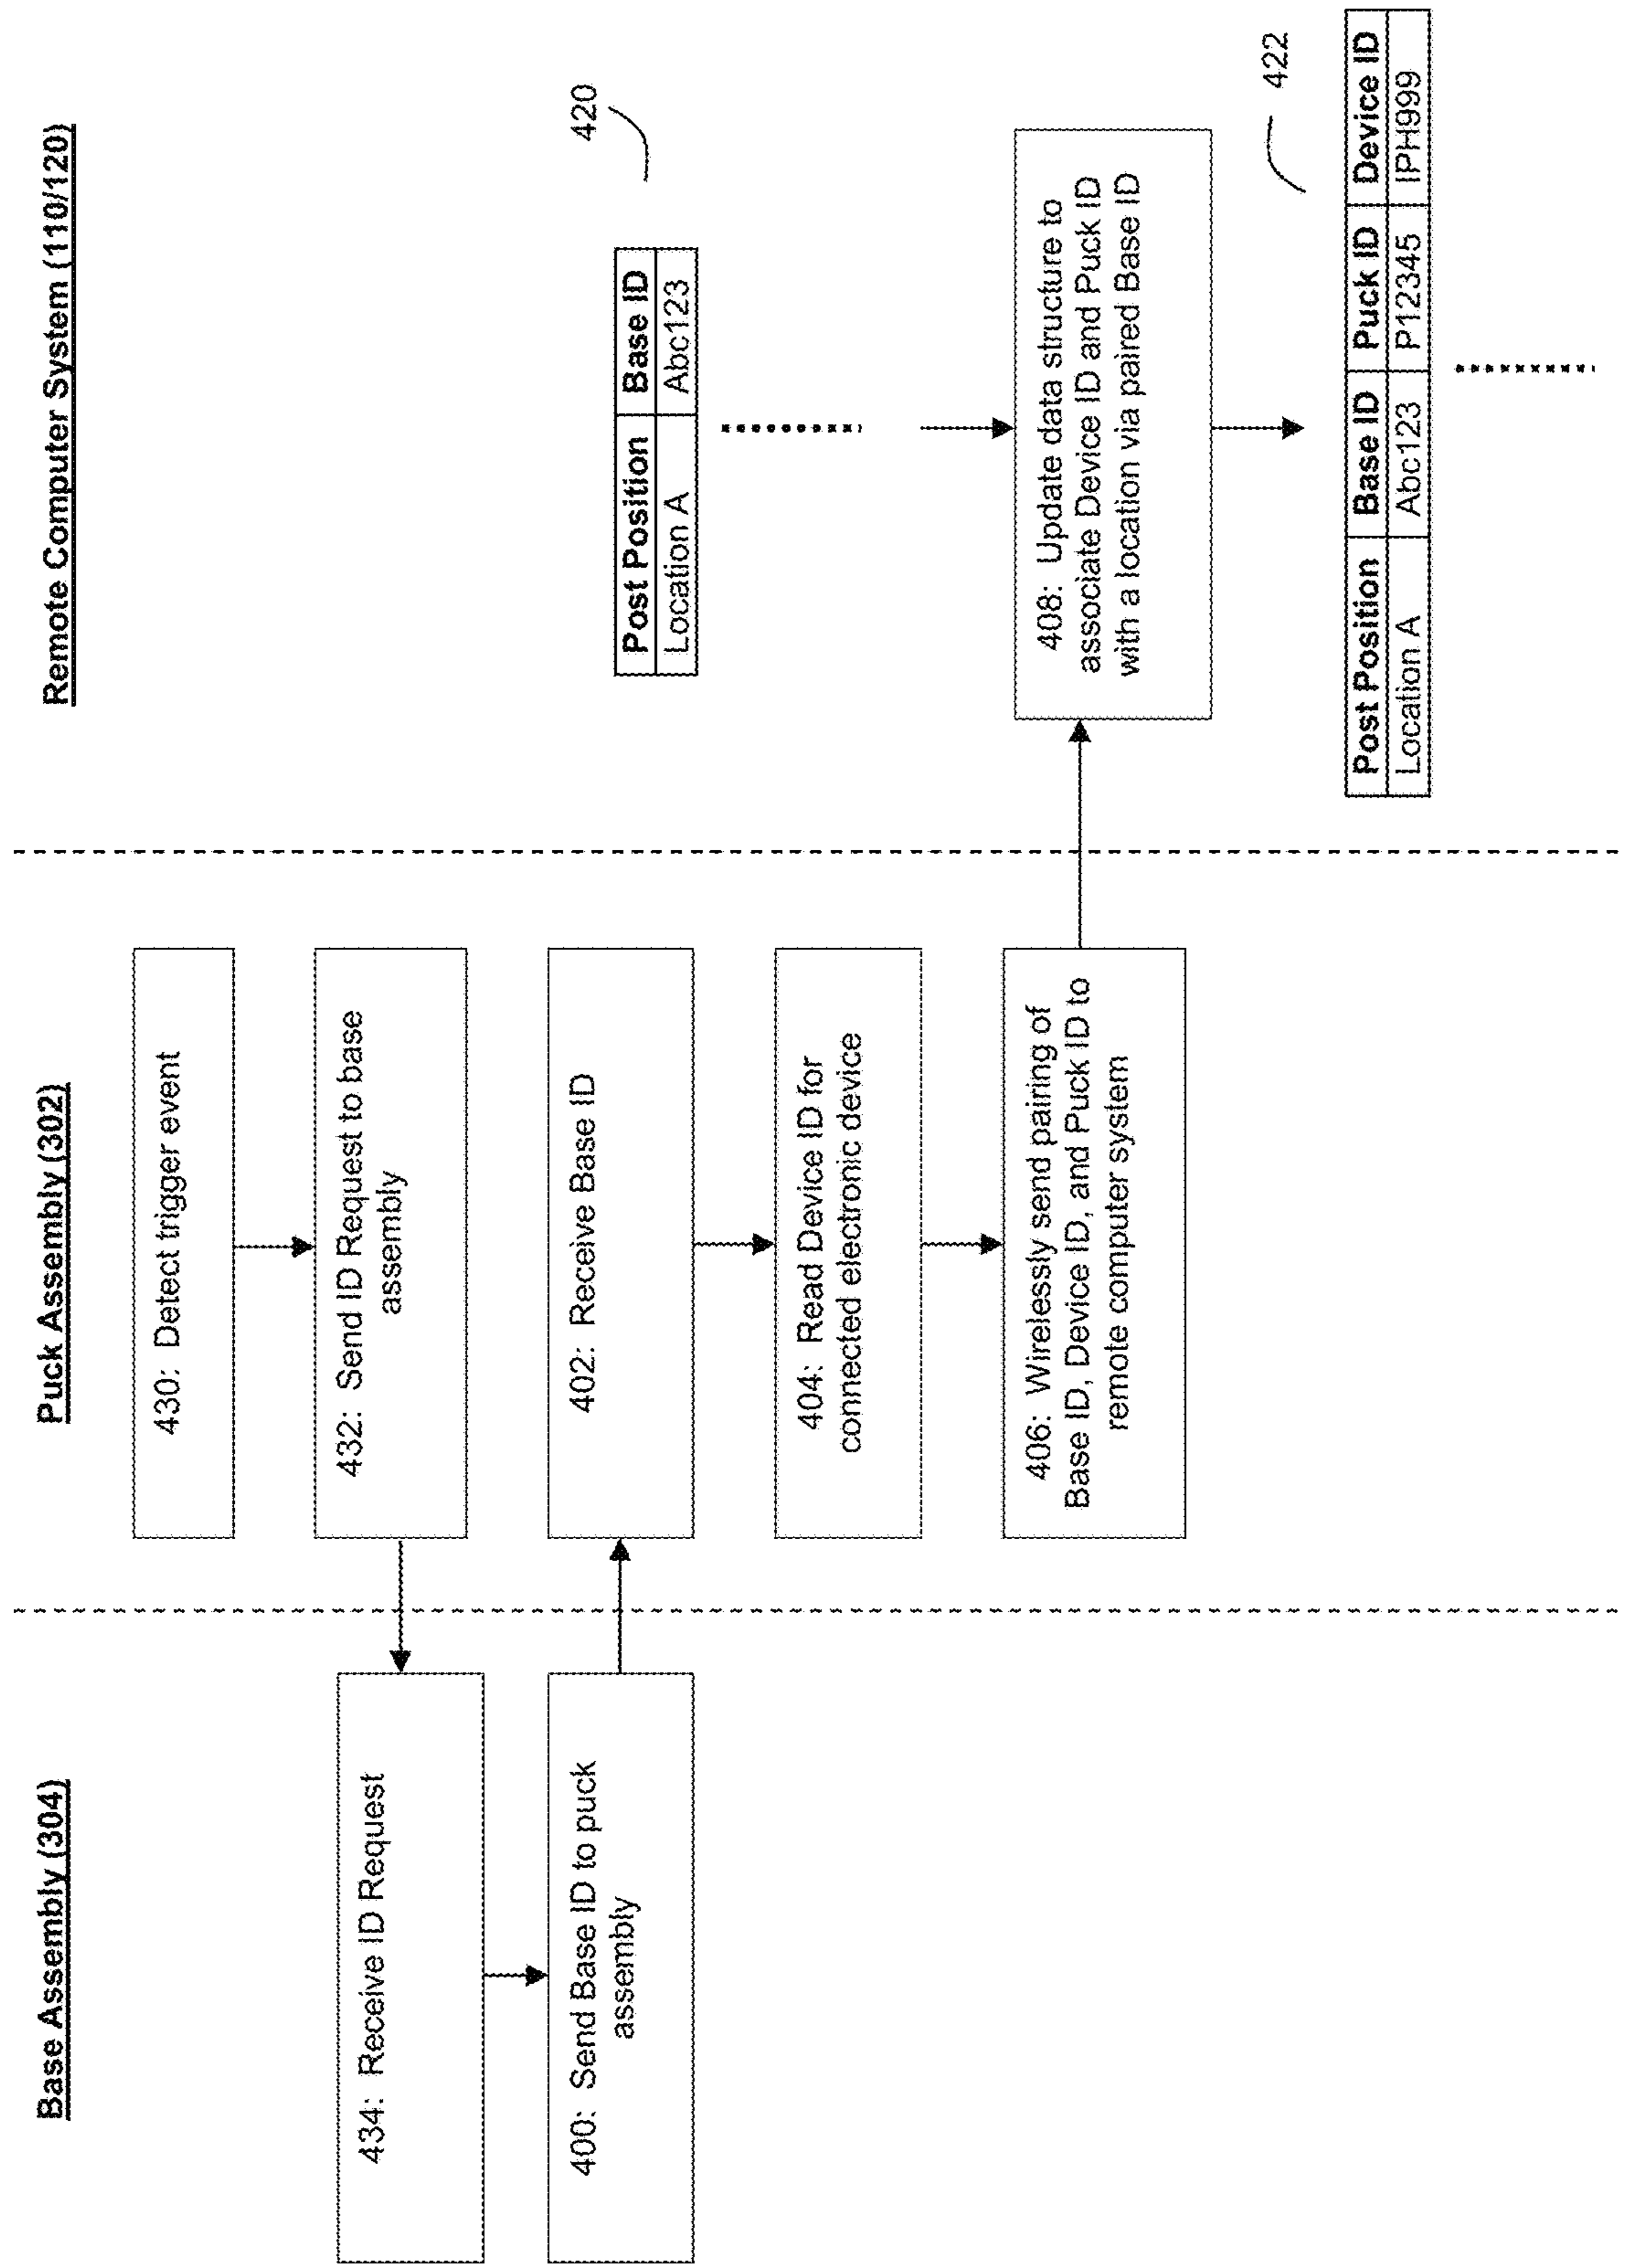 Base Assembly (304)
434: Receive ID Request
400: Send Base ID to puck
assembly
Puck Assembly (302)
430: Detect trigger event
432: Send ID Request to base
assembly
402: Receive Base ID
404: Read Device ID for
connected electronic device
406: Wirelessly send pairing of
Base ID, Device ID, and Puck ID to
remote computer system
Remote Computer System (110/120)
420
Post Position Base ID
Location A Abc123
408: Update data structure to
associate Device ID and Puck ID
with a location via paired Base ID
422
Post Position Base ID Puck ID Device ID
Location A Abc123 P12345 IPH999